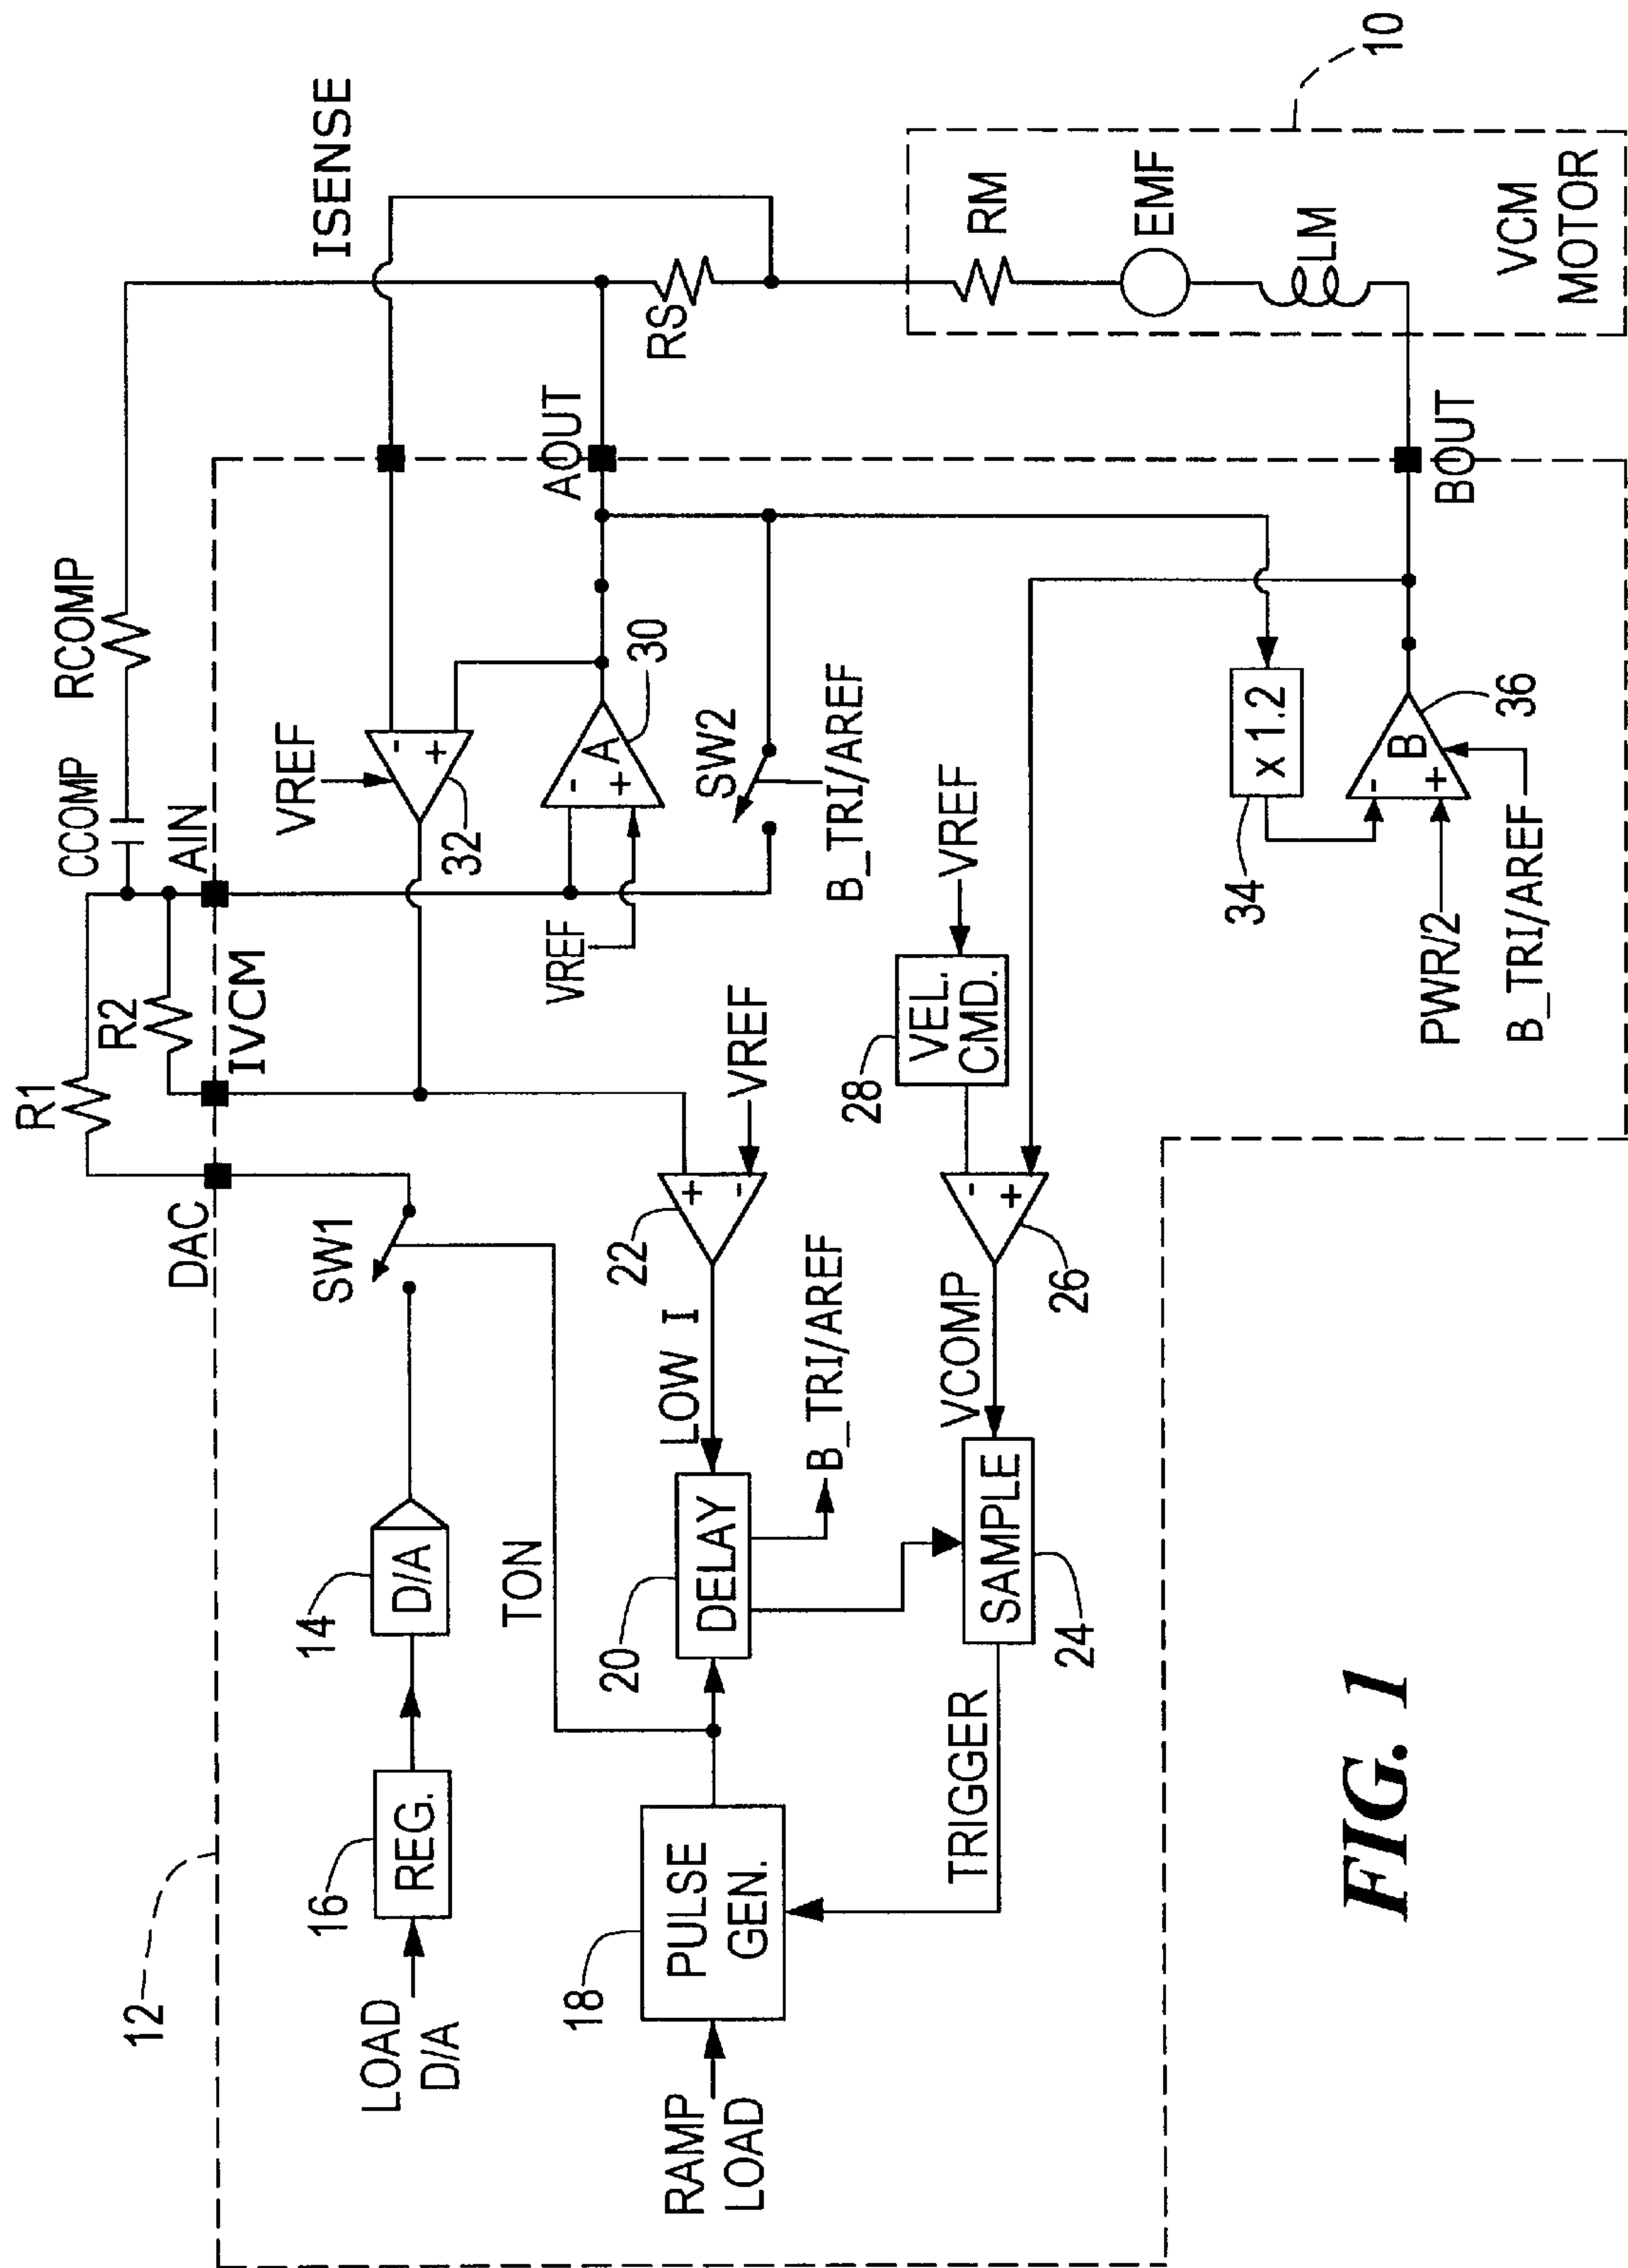 12
LOAD
D/A
16
REG.
14
D/A
SW1
DAC
R1
R2
IVCM
AIN
CCOMP
RCOMP
ISENSE
TON
RAMP
LOAD
18
PULSE
GEN.
20
DELAY
LOW I
22
+
-
VREF
B_TRI/AREF
TRIGGER
24
SAMPLE
VCOMP
26
-
+
28
VEL.
CMD.
VREF
VREF
32
-
+
VREF
A
-
+
30
AOUT
SW2
B_TRI/AREF
34
x 1.2
PWR/2
B_TRI/AREF
B
-
+
36
BOUT
RS
RM
EMF
LM
VCM
MOTOR
10
FIG. 1